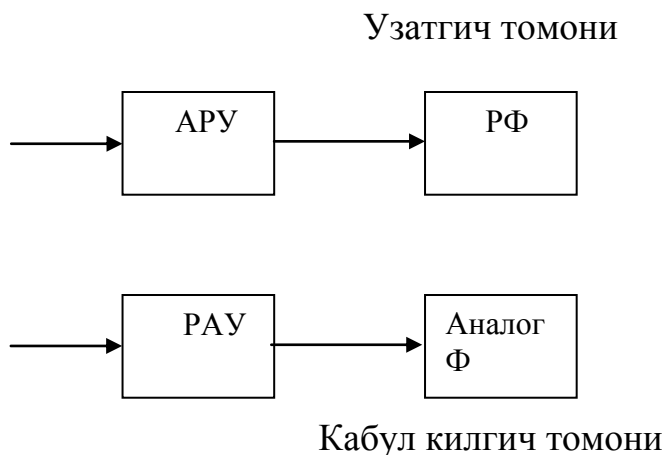 Узатгич томони
АРУ
РФ
РАУ
Аналог
Ф
Кабул килгич томони